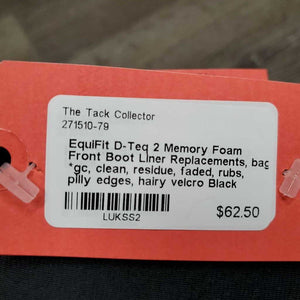 The Tack Collector
271510-79
EquiFit D-Teq 2 Memory Foam
Front Boot Liner Replacements, bag
*gc, clean, residue, faded, rubs,
pilly edges, hairy velcro Black
LUKSS2
$62.50